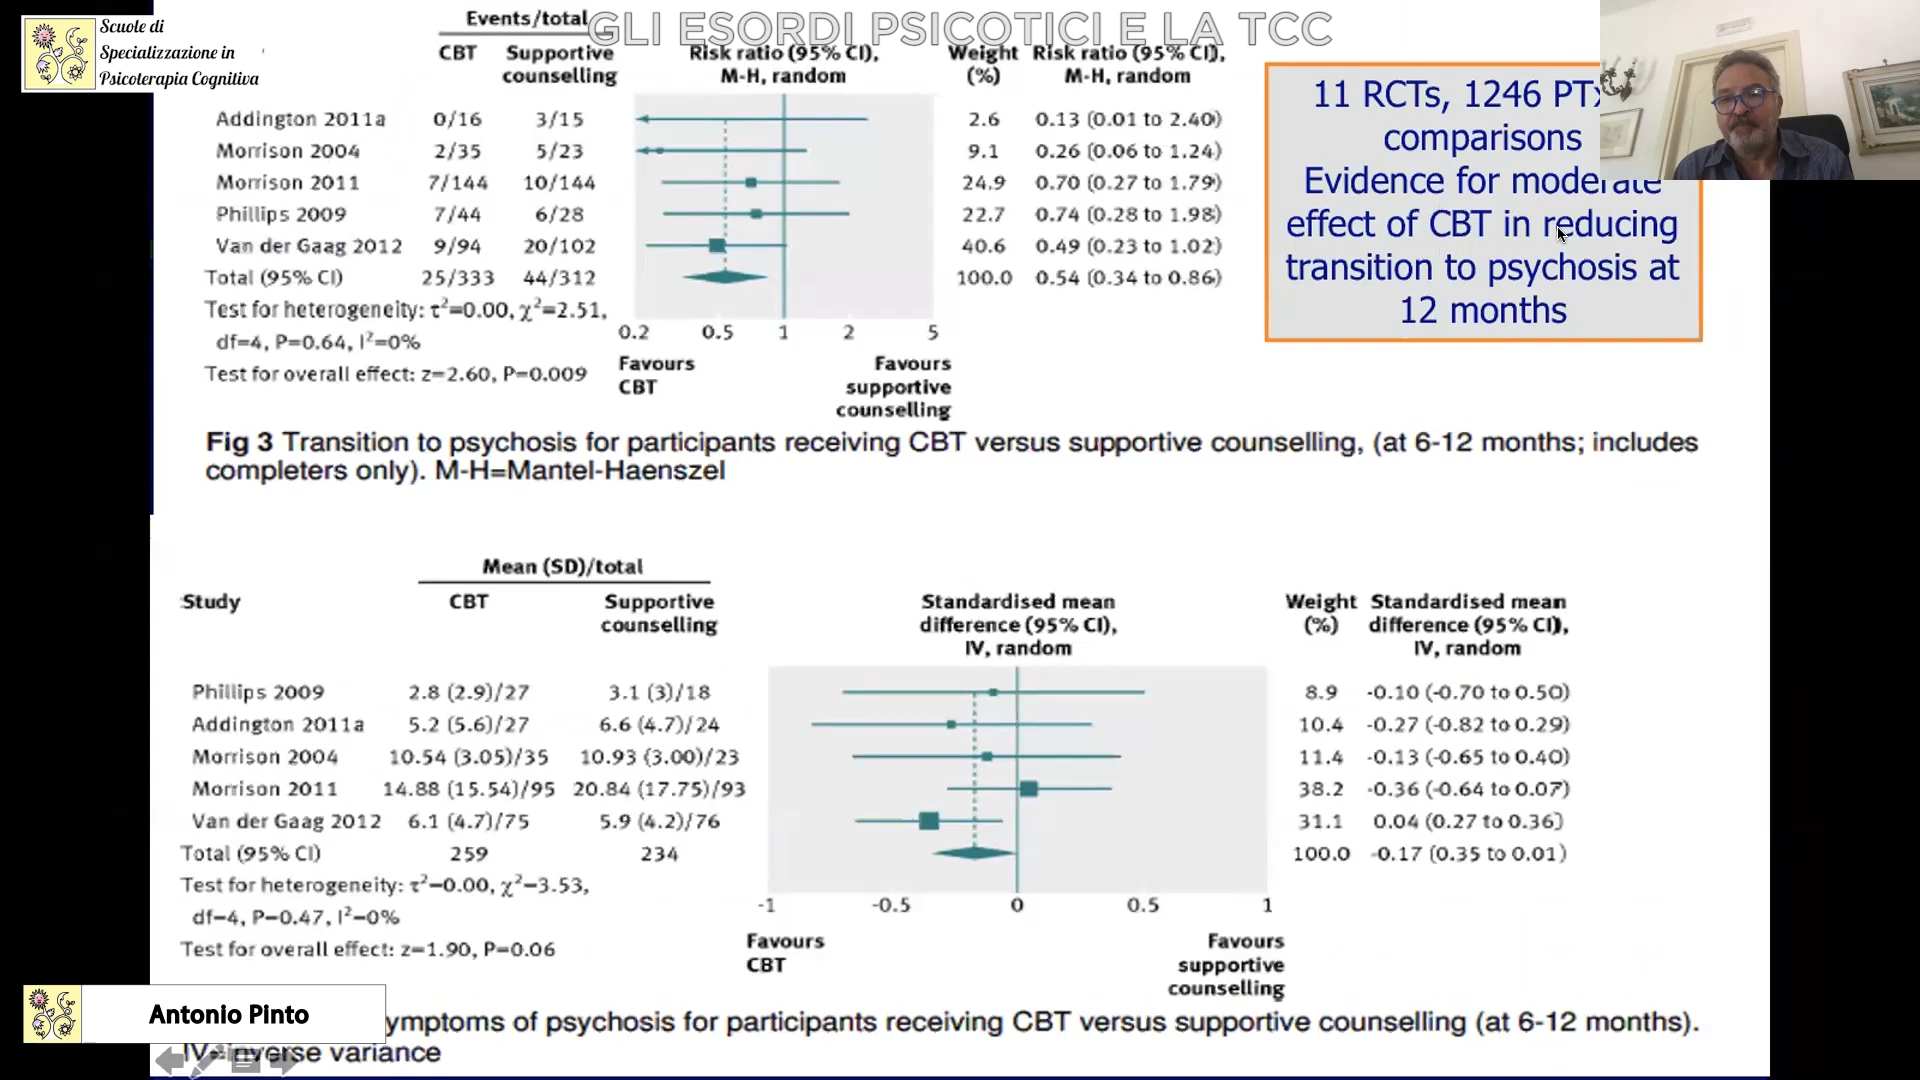 Scuole di
Specializzazione in
Psicoterapia Cognitiva
GLI ESORDI PSICOTICI E LA TCC
Events/total
CBT Supportive counselling Risk ratio (95% CI), M-H, random Weight (%) Risk ratio (95% CI), M-H, random
Addington 2011a 0/16 3/15 2.6 0.13 (0.01 to 2.40)
Morrison 2004 2/35 5/23 9.1 0.26 (0.06 to 1.24)
Morrison 2011 7/144 10/144 24.9 0.70 (0.27 to 1.79)
Phillips 2009 7/44 6/28 22.7 0.74 (0.28 to 1.98)
Van der Gaag 2012 9/94 20/102 40.6 0.49 (0.23 to 1.02)
Total (95% CI) 25/333 44/312 100.0 0.54 (0.34 to 0.86)
Test for heterogeneity: τ²=0.00, χ²=2.51,
df=4, P=0.64, I²=0%
Test for overall effect: z=2.60, P=0.009
0.2 0.5 1 2 5
Favours CBT
Favours supportive counselling
11 RCTs, 1246 PTx
comparisons
Evidence for moderate
effect of CBT in reducing
transition to psychosis at
12 months
Fig 3 Transition to psychosis for participants receiving CBT versus supportive counselling, (at 6-12 months; includes
completers only). M-H=Mantel-Haenszel
Mean (SD)/total
Study CBT Supportive counselling Standardised mean difference (95% CI), IV, random Weight (%) Standardised mean difference (95% CI), IV, random
Phillips 2009 2.8 (2.9)/27 3.1 (3)/18 8.9 -0.10 (-0.70 to 0.50)
Addington 2011a 5.2 (5.6)/27 6.6 (4.7)/24 10.4 -0.27 (-0.82 to 0.29)
Morrison 2004 10.54 (3.05)/35 10.93 (3.00)/23 11.4 -0.13 (-0.65 to 0.40)
Morrison 2011 14.88 (15.54)/95 20.84 (17.75)/93 38.2 -0.36 (-0.64 to 0.07)
Van der Gaag 2012 6.1 (4.7)/75 5.9 (4.2)/76 31.1 0.04 (0.27 to 0.36)
Total (95% CI) 259 234 100.0 -0.17 (0.35 to 0.01)
Test for heterogeneity: τ²=0.00, χ²=3.53,
df=4, P=0.47, I²=0%
Test for overall effect: z=1.90, P=0.06
-1 -0.5 0 0.5 1
Favours CBT
Favours supportive counselling
Antonio Pinto
ymptoms of psychosis for participants receiving CBT versus supportive counselling (at 6-12 months).
IV=inverse variance